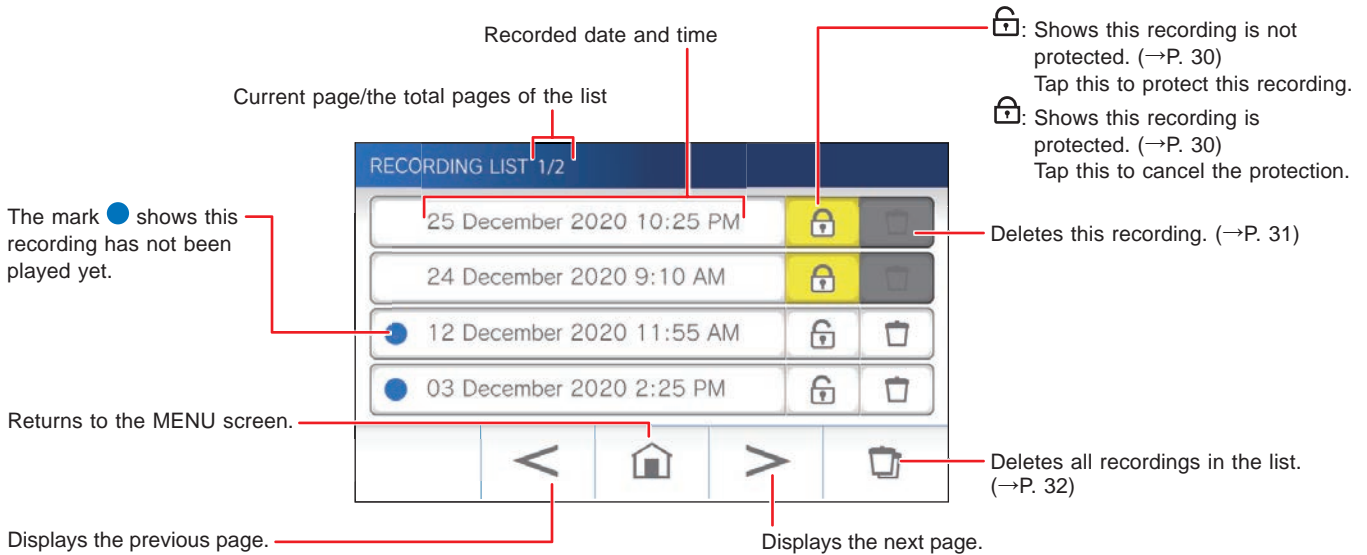 Recorded date and time
Current page/the total pages of the list
: Shows this recording is not
protected. (→P. 30)
Tap this to protect this recording.
: Shows this recording is
protected. (→P. 30)
Tap this to cancel the protection.
RECORDING LIST 1/2
The mark shows this
recording has not been
played yet.
25 December 2020 10:25 PM
Deletes this recording. (→P. 31)
24 December 2020 9:10 AM
12 December 2020 11:55 AM
03 December 2020 2:25 PM
Returns to the MENU screen.
< >
Deletes all recordings in the list.
(→P. 32)
Displays the previous page.
Displays the next page.